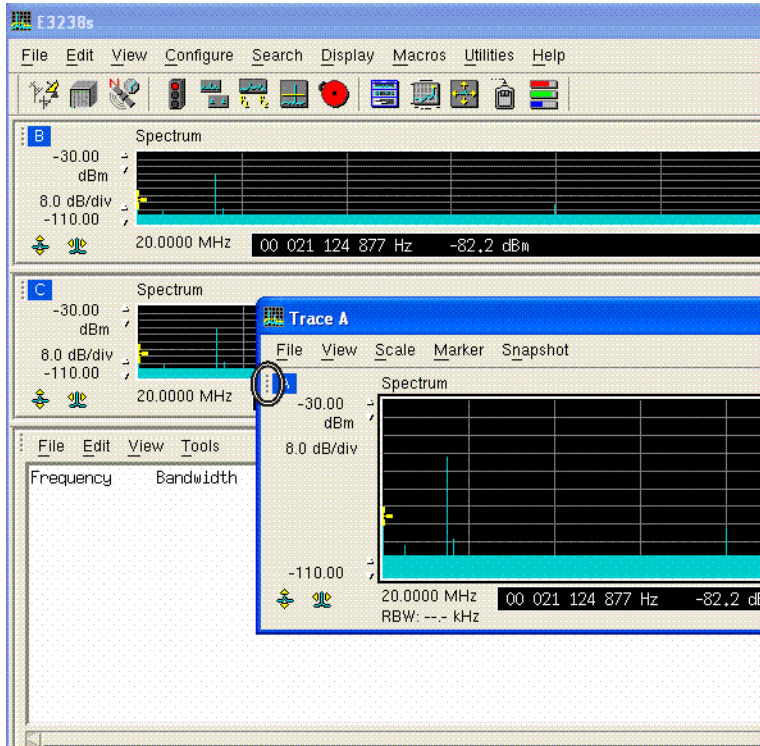 E3238s
File Edit View Configure Search Display Macros Utilities Help
B Spectrum
-30.00
dBm
8.0 dB/div
-110.00
20.0000 MHz 00 021 124 877 Hz -82.2 dBm
C Spectrum
-30.00
dBm
8.0 dB/div
-110.00
20.0000 MHz
File Edit View Tools
Frequency Bandwidth
Trace A
File View Scale Marker Snapshot
A Spectrum
-30.00
dBm
8.0 dB/div
-110.00
20.0000 MHz 00 021 124 877 Hz -82.2 dB
RBW: --.- kHz